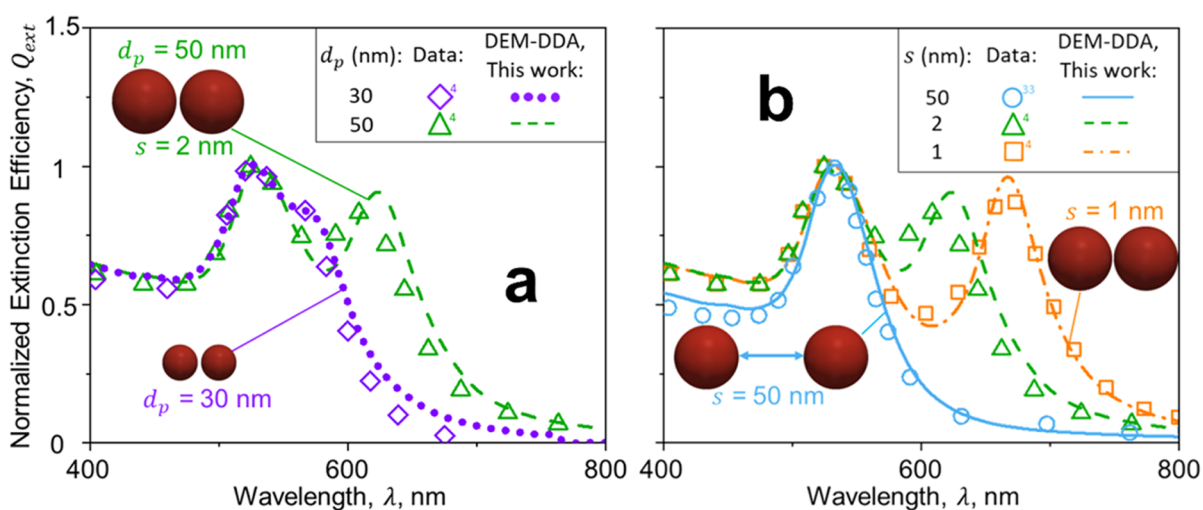 Normalized Extinction Efficiency, Q_ext
1.5
1
0.5
0
d_p = 50 nm
s = 2 nm
d_p (nm): Data: DEM-DDA,
This work:
30 4
50 4
a
d_p = 30 nm
400 600 800
Wavelength, λ, nm
b
s (nm): Data: DEM-DDA,
This work:
50 33
2 4
1 4
s = 1 nm
s = 50 nm
400 600 800
Wavelength, λ, nm